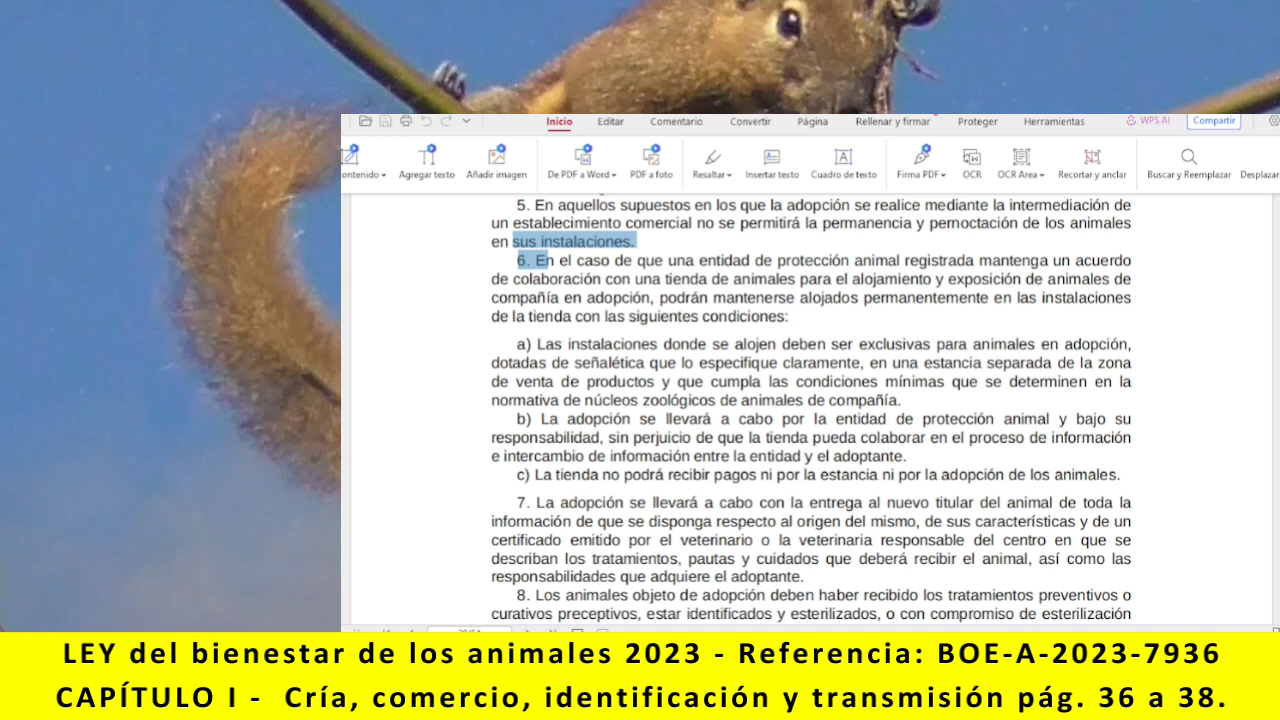 Inicio Editar Comentario Convertir Página Rellenar y firmar Proteger Herramientas WPS AI Compartir
ontenido Agregar texto Añadir imagen De PDF a Word PDF a foto Resaltar Insertar texto Cuadro de texto Firma PDF OCR OCR Area Recortar y anclar Buscar y Reemplazar Desplazar
5. En aquellos supuestos en los que la adopción se realice mediante la intermediación de
un establecimiento comercial no se permitirá la permanencia y pernoctación de los animales
en sus instalaciones.
6. En el caso de que una entidad de protección animal registrada mantenga un acuerdo
de colaboración con una tienda de animales para el alojamiento y exposición de animales de
compañía en adopción, podrán mantenerse alojados permanentemente en las instalaciones
de la tienda con las siguientes condiciones:
a) Las instalaciones donde se alojen deben ser exclusivas para animales en adopción,
dotadas de señalética que lo especifique claramente, en una estancia separada de la zona
de venta de productos y que cumpla las condiciones mínimas que se determinen en la
normativa de núcleos zoológicos de animales de compañía.
b) La adopción se llevará a cabo por la entidad de protección animal y bajo su
responsabilidad, sin perjuicio de que la tienda pueda colaborar en el proceso de información
e intercambio de información entre la entidad y el adoptante.
c) La tienda no podrá recibir pagos ni por la estancia ni por la adopción de los animales.
7. La adopción se llevará a cabo con la entrega al nuevo titular del animal de toda la
información de que se disponga respecto al origen del mismo, de sus características y de un
certificado emitido por el veterinario o la veterinaria responsable del centro en que se
describan los tratamientos, pautas y cuidados que deberá recibir el animal, así como las
responsabilidades que adquiere el adoptante.
8. Los animales objeto de adopción deben haber recibido los tratamientos preventivos o
curativos preceptivos, estar identificados y esterilizados, o con compromiso de esterilización
LEY del bienestar de los animales 2023 - Referencia: BOE-A-2023-7936
CAPÍTULO I - Cría, comercio, identificación y transmisión pág. 36 a 38.